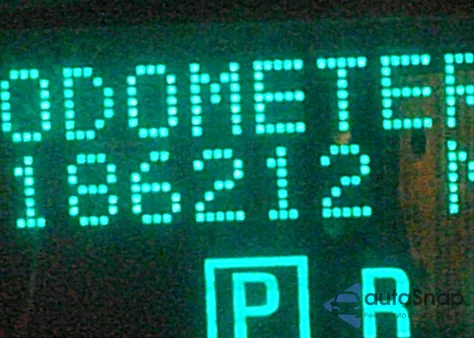 ODOMETER
186212
P R
autoSnap